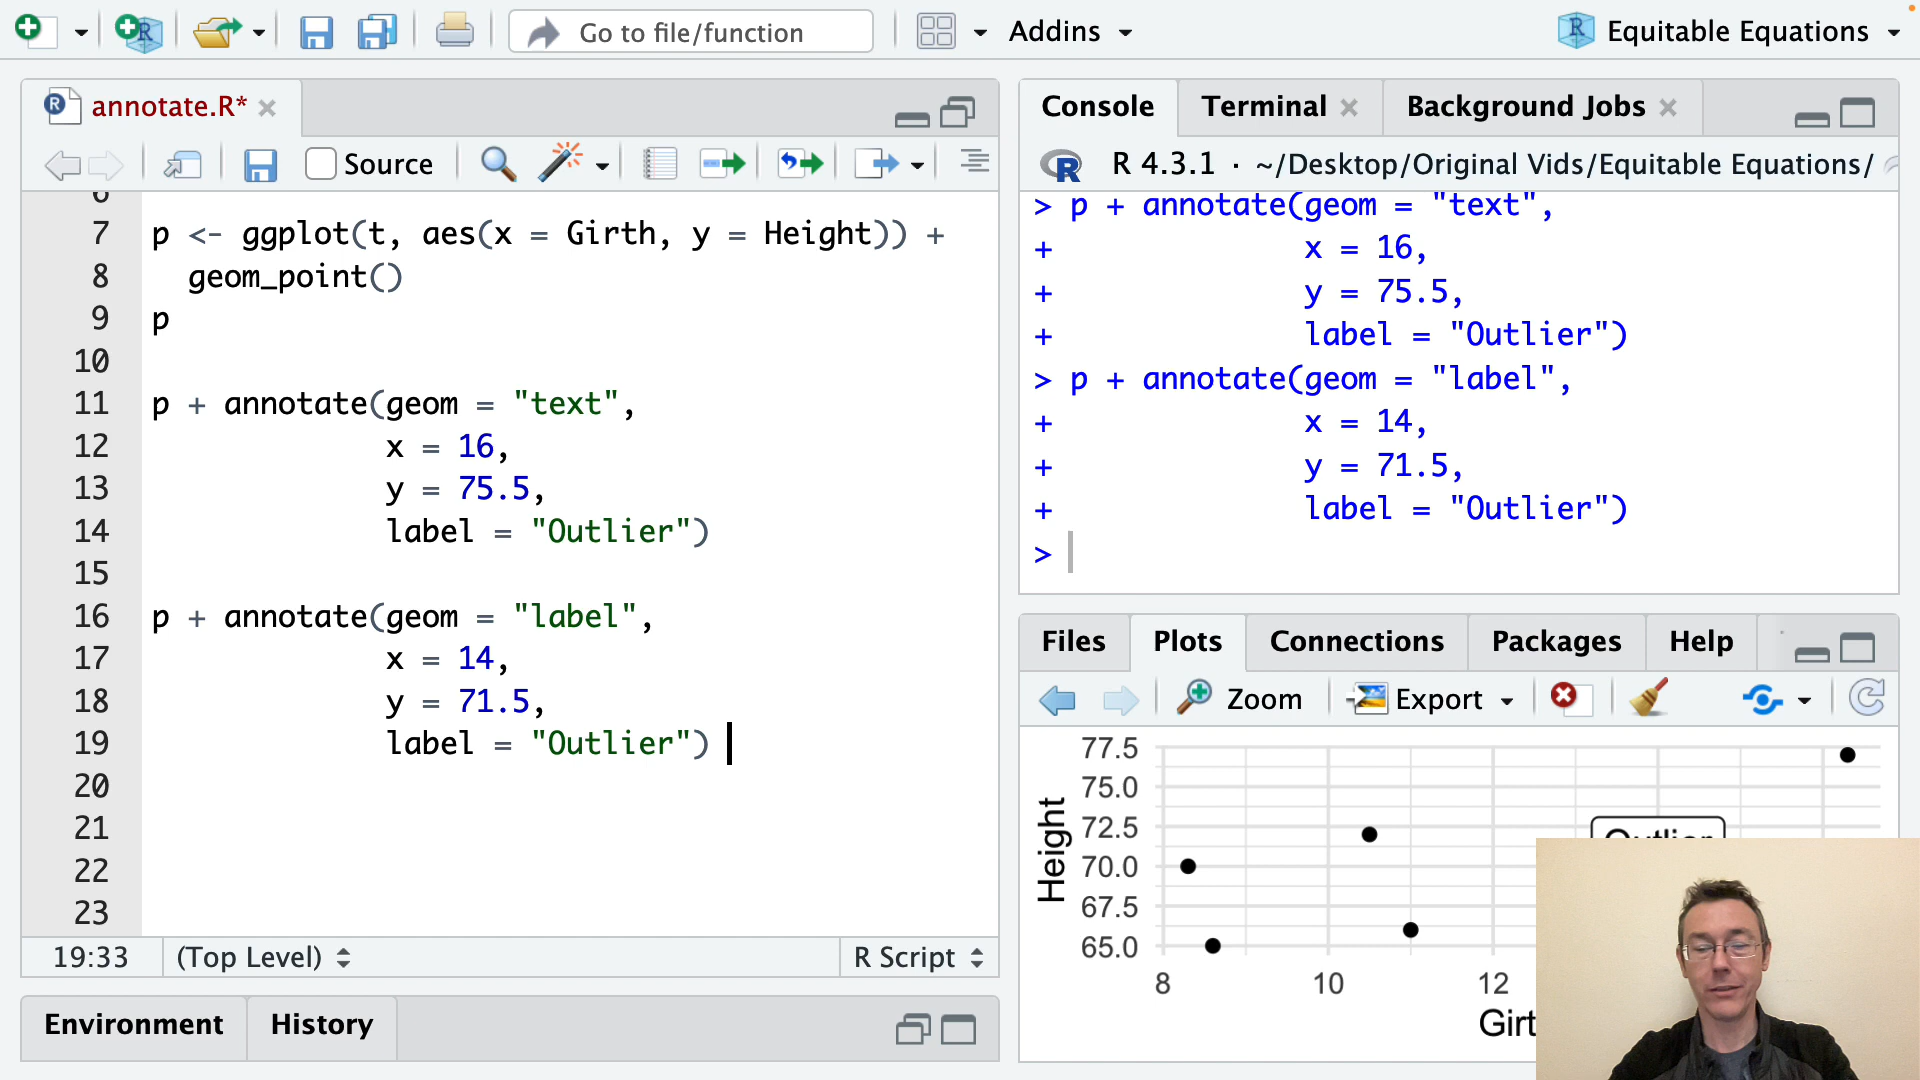 Go to file/function
Addins
Equitable Equations
annotate.R*
Source
7 p <- ggplot(t, aes(x = Girth, y = Height)) +
8 geom_point()
9 p
10
11 p + annotate(geom = "text",
12 x = 16,
13 y = 75.5,
14 label = "Outlier")
15
16 p + annotate(geom = "label",
17 x = 14,
18 y = 71.5,
19 label = "Outlier")
20
21
22
23
19:33 (Top Level) R Script
Environment History
Console Terminal Background Jobs
R 4.3.1 · ~/Desktop/Original Vids/Equitable Equations/
> p + annotate(geom = "text",
+ x = 16,
+ y = 75.5,
+ label = "Outlier")
> p + annotate(geom = "label",
+ x = 14,
+ y = 71.5,
+ label = "Outlier")
>
Files Plots Connections Packages Help
Zoom Export
77.5
75.0
72.5
70.0
67.5
65.0
Height
8 10 12